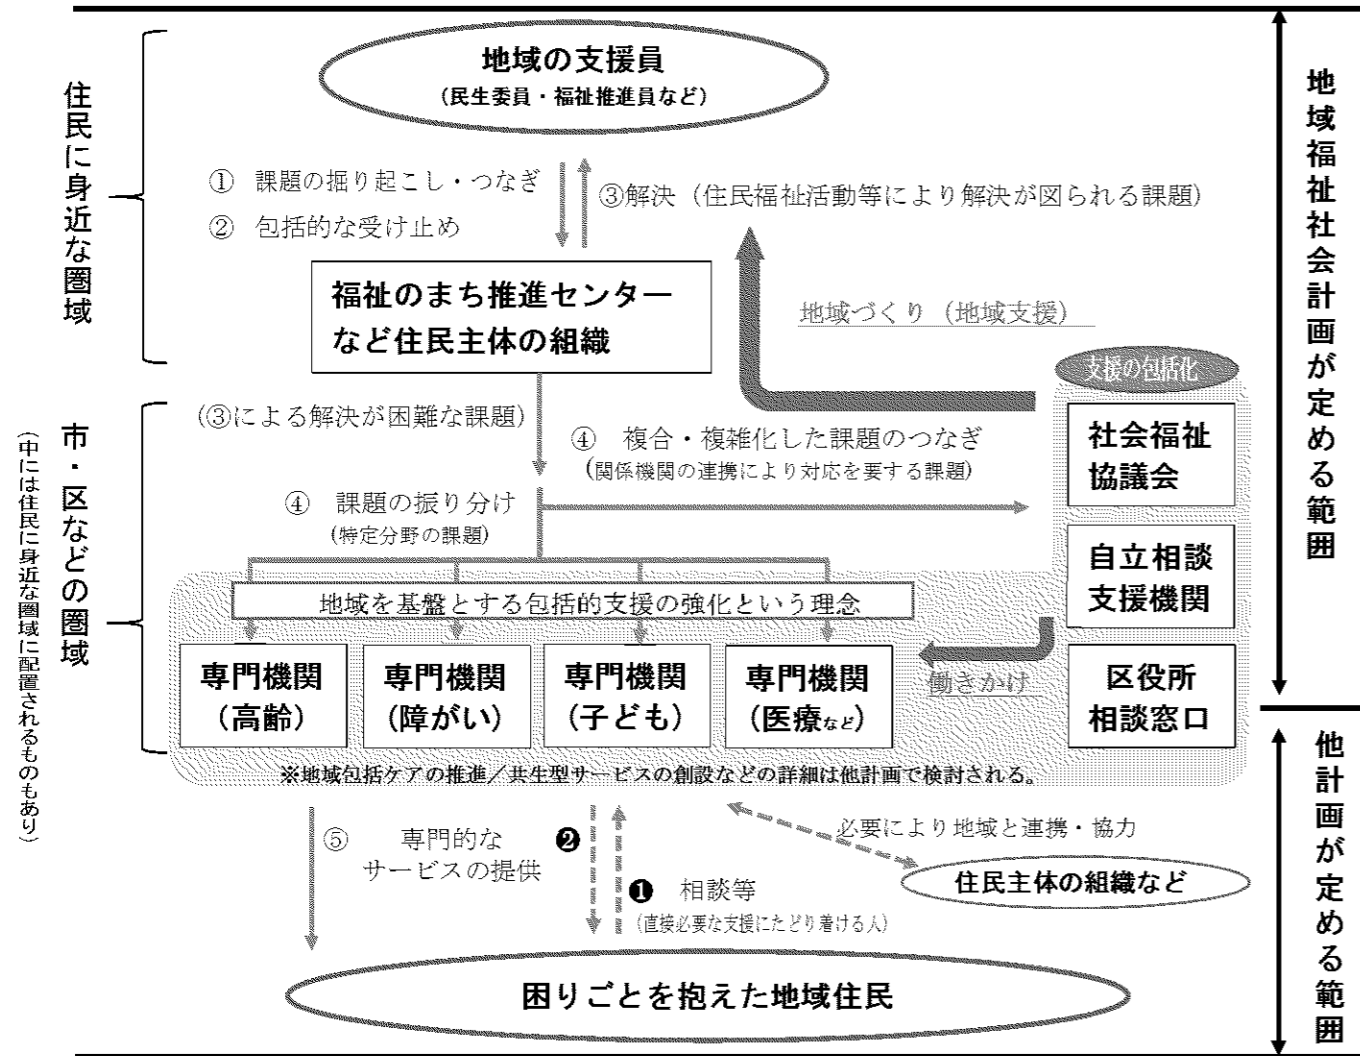 地域の支援員
(民生委員・福祉推進員など)
住民に身近な圏域
① 課題の掘り起こし・つなぎ
② 包括的な受け止め
③解決（住民福祉活動等により解決が図られる課題）
福祉のまち推進センター
など住民主体の組織
地域づくり（地域支援）
支援の包括化
地域福祉社会計画が定める範囲
市・区などの圏域
（中には住民に身近な圏域に配置されるものもあり）
(③による解決が困難な課題)
④ 複合・複雑化した課題のつなぎ
(関係機関の連携により対応を要する課題)
④ 課題の振り分け
(特定分野の課題)
社会福祉
協議会
自立相談
支援機関
区役所
相談窓口
地域を基盤とする包括的支援の強化という理念
専門機関
（高齢）
専門機関
（障がい）
専門機関
（子ども）
専門機関
（医療など）
働きかけ
※地域包括ケアの推進／共生型サービスの創設などの詳細は他計画で検討される。
⑤ 専門的な
サービスの提供
❷
❶ 相談等
（直接必要な支援にたどり着ける人）
必要により地域と連携・協力
住民主体の組織など
困りごとを抱えた地域住民
他計画が定める範囲